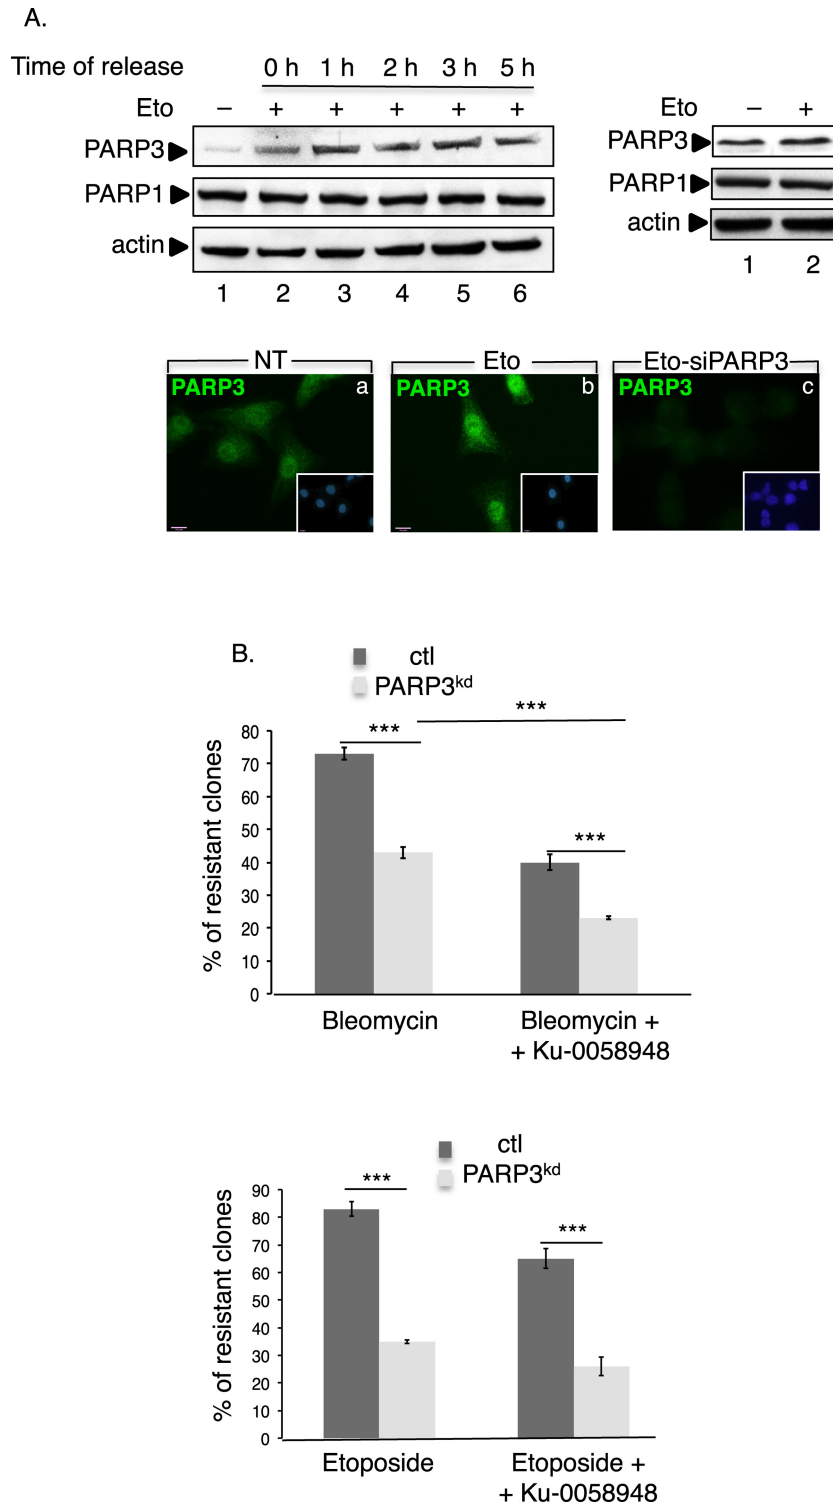 A.
Time of release 0 h 1 h 2 h 3 h 5 h
Eto – + + + + +
PARP3
PARP1
actin
1 2 3 4 5 6
Eto – +
PARP3
PARP1
actin
1 2
NT Eto Eto-siPARP3
PARP3 a PARP3 b PARP3 c
B.
ctl
PARP3kd
***
***
***
% of resistant clones
80
70
60
50
40
30
20
10
0
Bleomycin Bleomycin +
+ Ku-0058948
ctl
PARP3kd
***
***
% of resistant clones
90
80
70
60
50
40
30
20
10
0
Etoposide Etoposide +
+ Ku-0058948